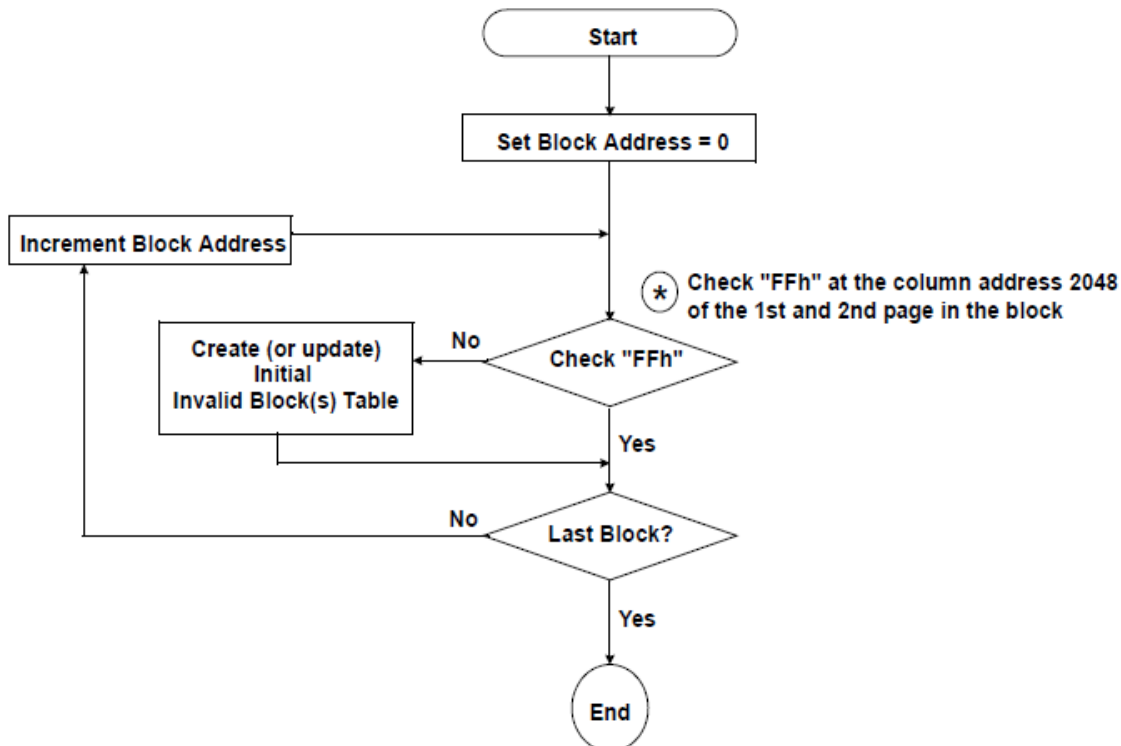 Start
Set Block Address = 0
Increment Block Address
* Check "FFh" at the column address 2048
of the 1st and 2nd page in the block
No
Create (or update)
Initial
Invalid Block(s) Table
Check "FFh"
Yes
No
Last Block?
Yes
End